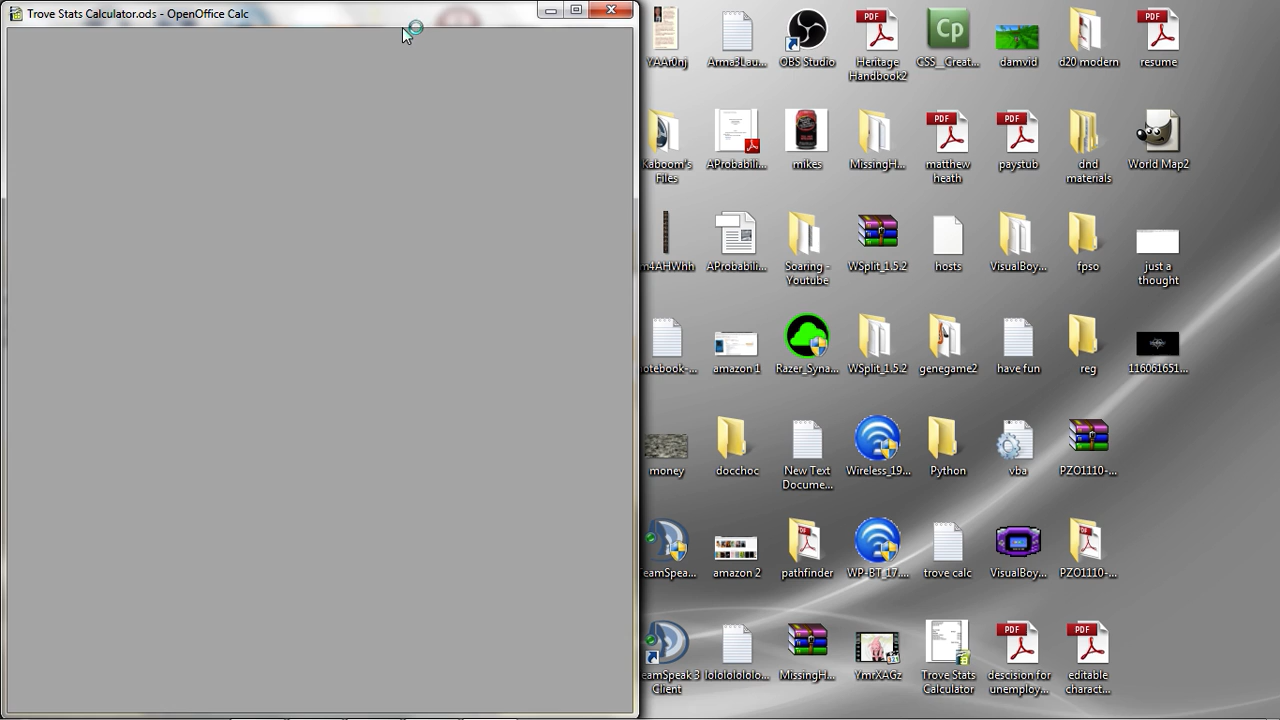 Trove Stats Calculator.ods - OpenOffice Calc
YAAr0nj
Arma3Lau...
OBS Studio
PDF
Heritage
Handbook2
Cp
CSS__Creat...
damvid
d20 modern
PDF
resume
Kaboom's
Files
AProbabili...
mikes
MissingH...
PDF
matthew
heath
PDF
paystub
dnd
materials
World Map2
m4AHWhh
AProbabili...
Soaring -
Youtube
WSplit_1.5.2
hosts
VisualBoy...
fpso
just a
thought
otebook-...
amazon 1
Razer_Syna...
WSplit_1.5.2
genegame2
have fun
reg
116061651...
money
docchoc
New Text
Docume...
Wireless_19...
Python
vba
PZO1110-...
eamSpea...
amazon 2
pathfinder
WP-BT_17....
trove calc
VisualBoy...
PZO1110-...
eamSpeak 3
Client
lolololololo...
MissingH...
321
YmrXAGz
Trove Stats
Calculator
PDF
descision for
unemploy...
PDF
editable
charact...